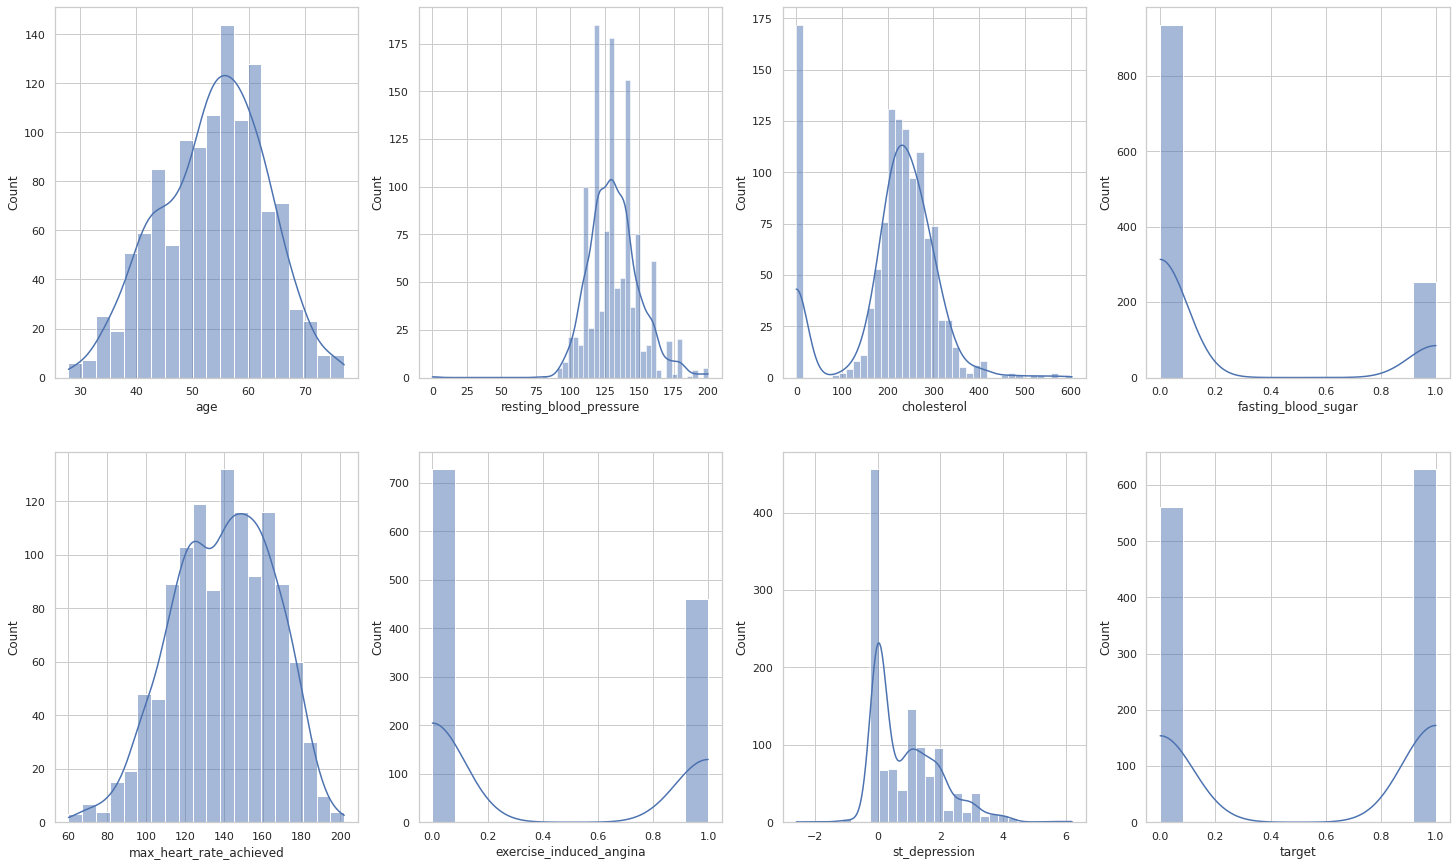 140
120
100
80
60
40
20
0
Count
30 40 50 60 70
age
175
150
125
100
75
50
25
0
Count
0 25 50 75 100 125 150 175 200
resting_blood_pressure
175
150
125
100
75
50
25
0
Count
0 100 200 300 400 500 600
cholesterol
800
600
400
200
0
Count
0.0 0.2 0.4 0.6 0.8 1.0
fasting_blood_sugar
120
100
80
60
40
20
0
Count
60 80 100 120 140 160 180 200
max_heart_rate_achieved
700
600
500
400
300
200
100
0
Count
0.0 0.2 0.4 0.6 0.8 1.0
exercise_induced_angina
400
300
200
100
0
Count
−2 0 2 4 6
st_depression
600
500
400
300
200
100
0
Count
0.0 0.2 0.4 0.6 0.8 1.0
target